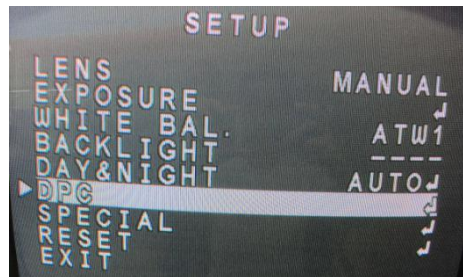 SETUP
LENS MANUAL
EXPOSURE ↲
WHITE BAL. ATW1
BACKLIGHT ----
DAY&NIGHT AUTO↲
DPC ↲
SPECIAL ↲
RESET ↲
EXIT